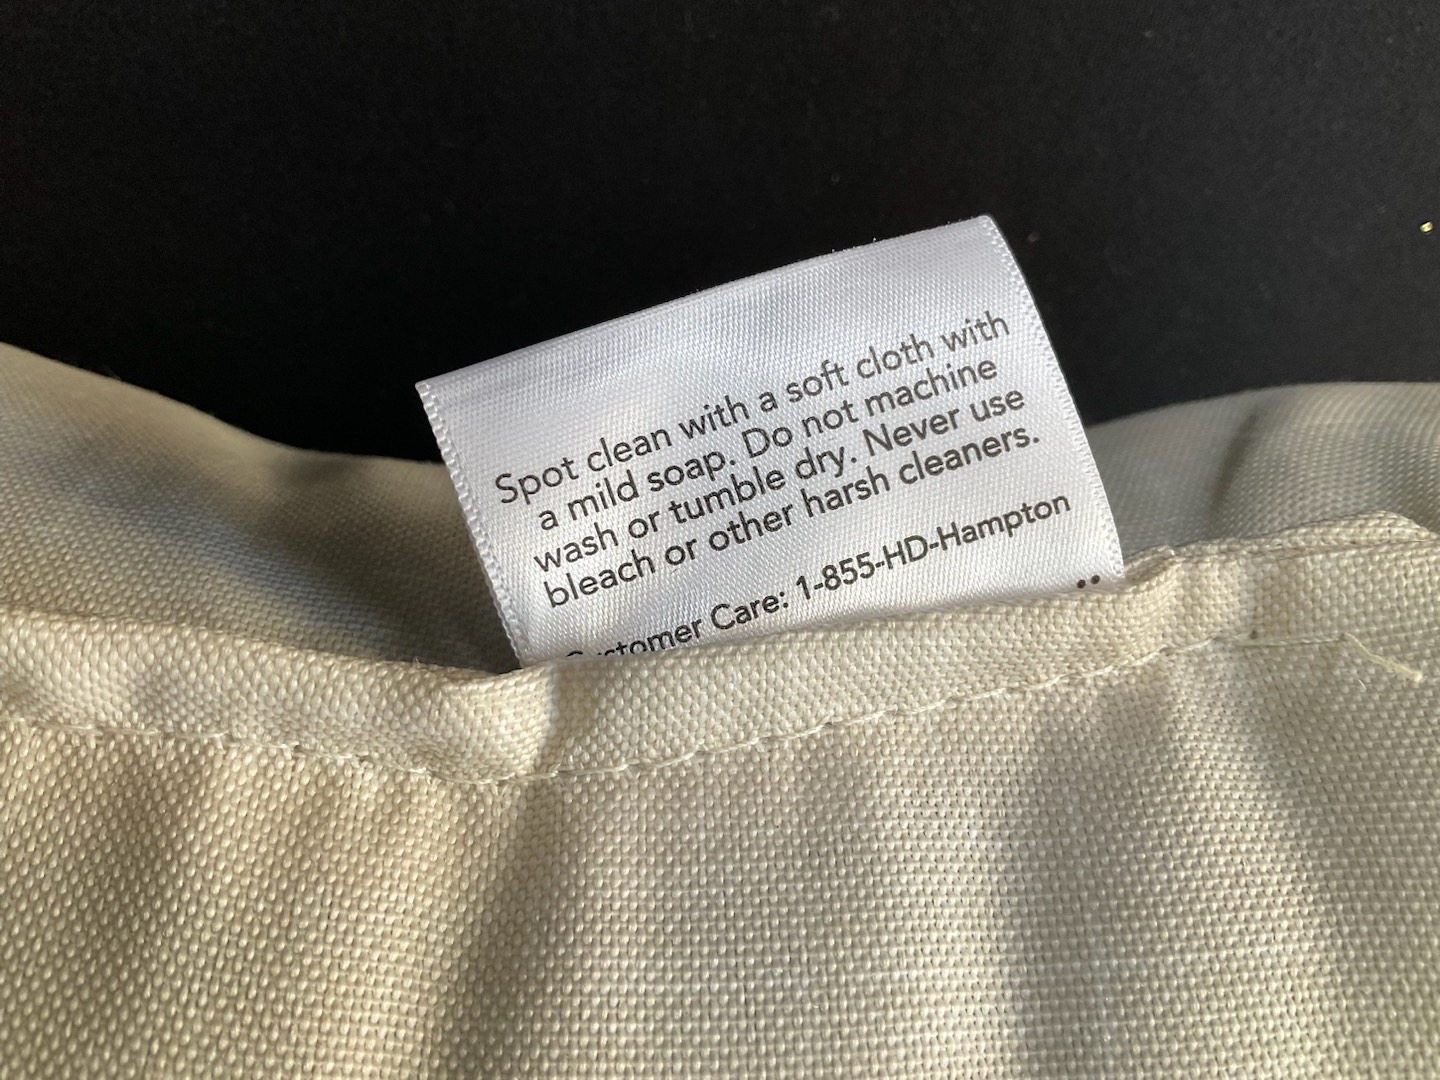 Spot clean with a soft cloth with
a mild soap. Do not machine
wash or tumble dry. Never use
bleach or other harsh cleaners.
Customer Care: 1-855-HD-Hampton